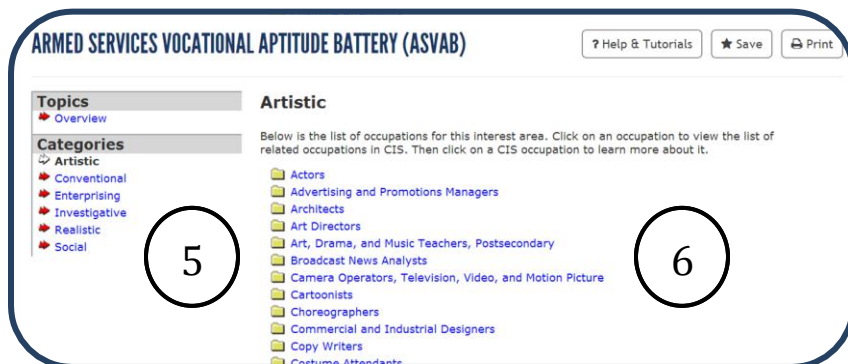 ARMED SERVICES VOCATIONAL APTITUDE BATTERY (ASVAB)
? Help & Tutorials
Save
Print
Topics
Overview
Categories
Artistic
Conventional
Enterprising
Investigative
Realistic
Social
5
Artistic
Below is the list of occupations for this interest area. Click on an occupation to view the list of
related occupations in CIS. Then click on a CIS occupation to learn more about it.
Actors
Advertising and Promotions Managers
Architects
Art Directors
Art, Drama, and Music Teachers, Postsecondary
Broadcast News Analysts
Camera Operators, Television, Video, and Motion Picture
Cartoonists
Choreographers
Commercial and Industrial Designers
Copy Writers
Costume Attendants
6